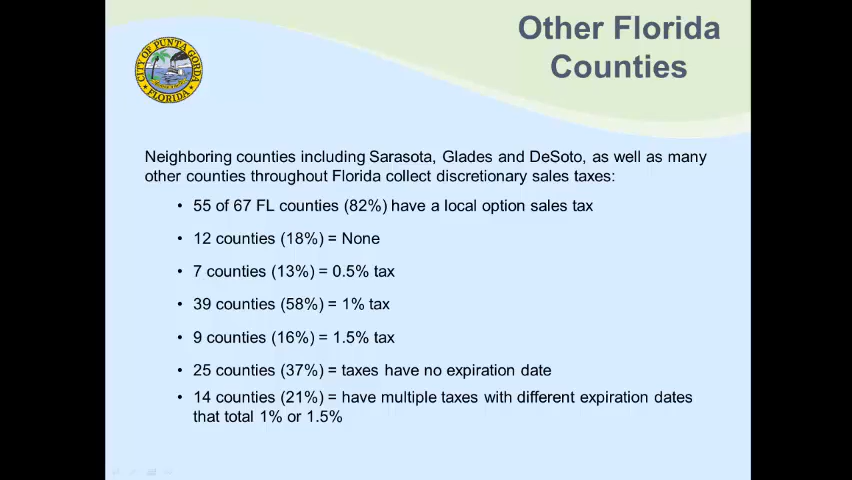 Other Florida
Counties
CITY OF PUNTA GORDA
FLORIDA
Neighboring counties including Sarasota, Glades and DeSoto, as well as many
other counties throughout Florida collect discretionary sales taxes:
• 55 of 67 FL counties (82%) have a local option sales tax
• 12 counties (18%) = None
• 7 counties (13%) = 0.5% tax
• 39 counties (58%) = 1% tax
• 9 counties (16%) = 1.5% tax
• 25 counties (37%) = taxes have no expiration date
• 14 counties (21%) = have multiple taxes with different expiration dates
that total 1% or 1.5%